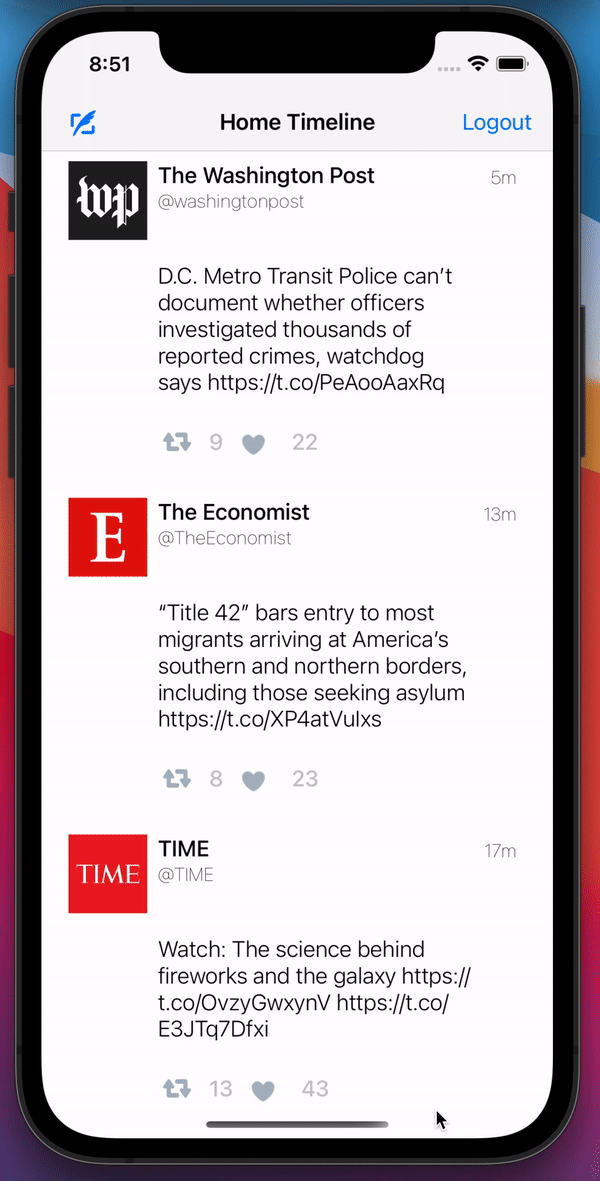 8:51
Home Timeline
Logout
wp
The Washington Post
5m
@washingtonpost
D.C. Metro Transit Police can’t
document whether officers
investigated thousands of
reported crimes, watchdog
says https://t.co/PeAooAaxRq
9
22
E
The Economist
13m
@TheEconomist
“Title 42” bars entry to most
migrants arriving at America’s
southern and northern borders,
including those seeking asylum
https://t.co/XP4atVuIxs
8
23
TIME
TIME
17m
@TIME
Watch: The science behind
fireworks and the galaxy https://
t.co/OvzyGwxynV https://t.co/
E3JTq7Dfxi
13
43